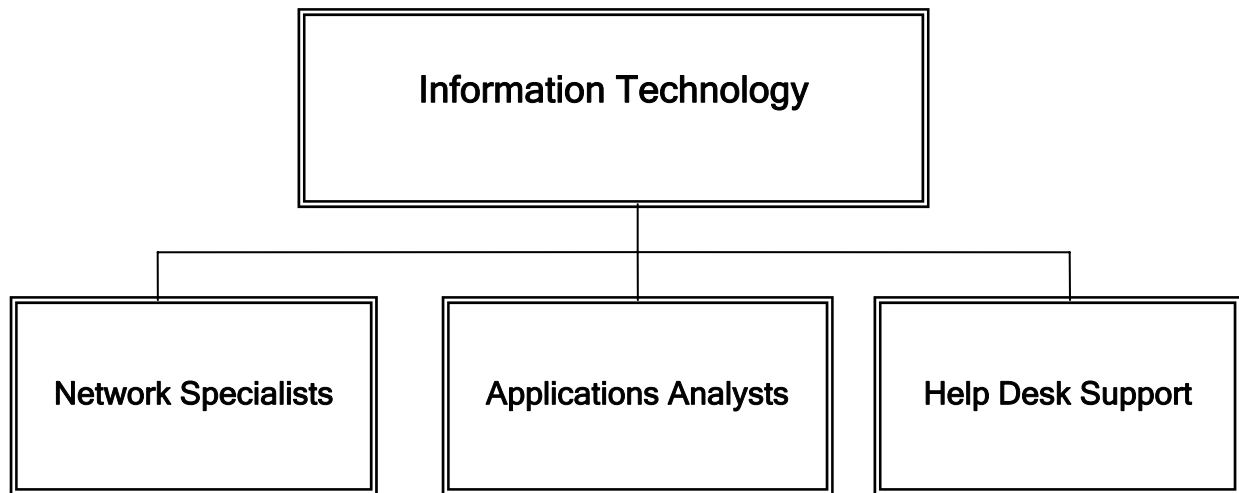 Information Technology
Network Specialists
Applications Analysts
Help Desk Support